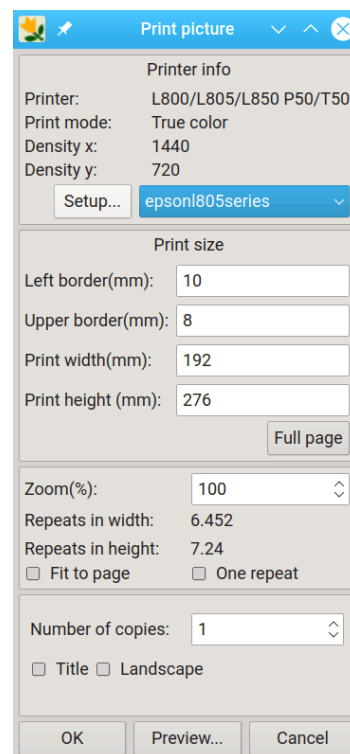 Print picture
Printer info
Printer: L800/L805/L850 P50/T50
Print mode: True color
Density x: 1440
Density y: 720
Setup... epsonl805series
Print size
Left border(mm): 10
Upper border(mm): 8
Print width(mm): 192
Print height (mm): 276
Full page
Zoom(%): 100
Repeats in width: 6.452
Repeats in height: 7.24
Fit to page One repeat
Number of copies: 1
Title Landscape
OK Preview... Cancel